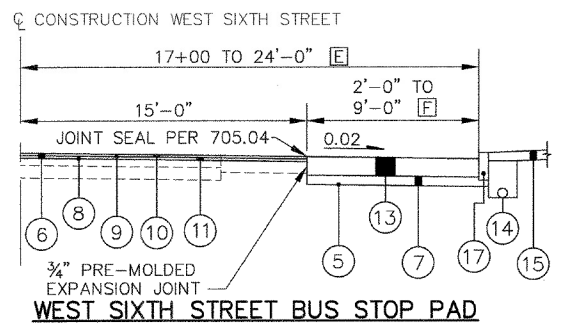 ℄ CONSTRUCTION WEST SIXTH STREET
17+00 TO 24'-0" E
2'-0" TO
9'-0" F
15'-0"
JOINT SEAL PER 705.04
0.02
6
8
9
10
11
13
5
7
17
14
15
¾" PRE-MOLDED
EXPANSION JOINT
WEST SIXTH STREET BUS STOP PAD